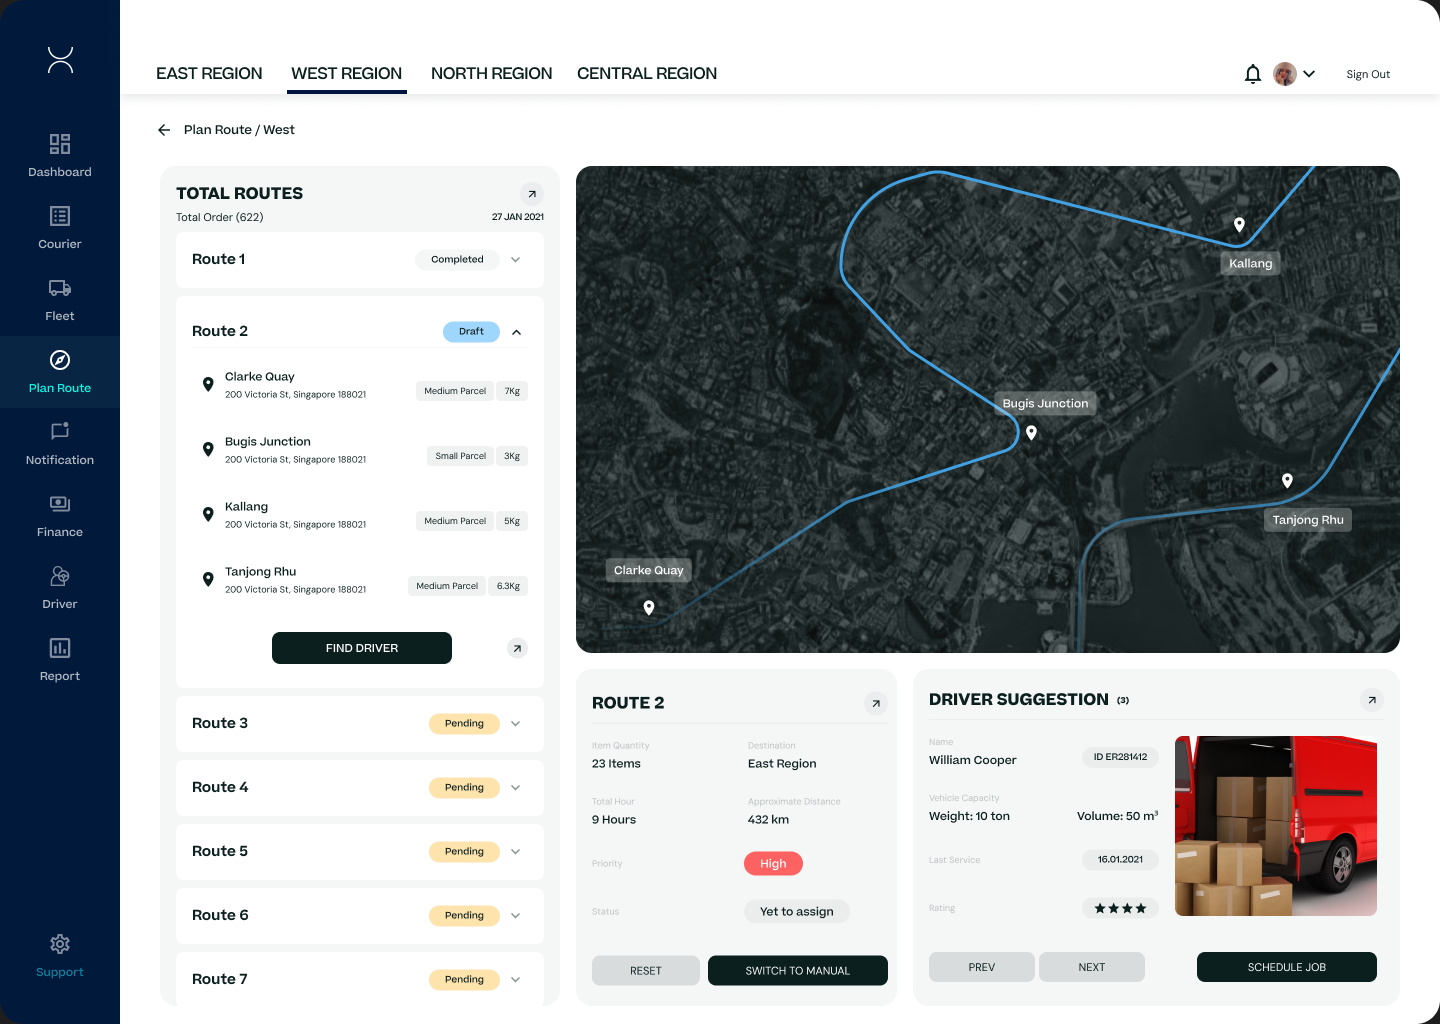 EAST REGION
WEST REGION
NORTH REGION
CENTRAL REGION
Sign Out
Dashboard
Courier
Fleet
Plan Route
Notification
Finance
Driver
Report
Support
Plan Route / West
TOTAL ROUTES
Total Order (622)
27 JAN 2021
Route 1
Completed
Route 2
Draft
Clarke Quay
200 Victoria St, Singapore 188021
Medium Parcel
7Kg
Bugis Junction
200 Victoria St, Singapore 188021
Small Parcel
3Kg
Kallang
200 Victoria St, Singapore 188021
Medium Parcel
5Kg
Tanjong Rhu
200 Victoria St, Singapore 188021
Medium Parcel
6.3Kg
FIND DRIVER
Route 3
Pending
Route 4
Pending
Route 5
Pending
Route 6
Pending
Route 7
Pending
Kallang
Bugis Junction
Tanjong Rhu
Clarke Quay
ROUTE 2
Item Quantity
23 Items
Destination
East Region
Total Hour
9 Hours
Approximate Distance
432 km
Priority
High
Status
Yet to assign
RESET
SWITCH TO MANUAL
DRIVER SUGGESTION (3)
Name
William Cooper
ID ER281412
Vehicle Capacity
Weight: 10 ton
Volume: 50 m³
Last Service
16.01.2021
Rating
PREV
NEXT
SCHEDULE JOB